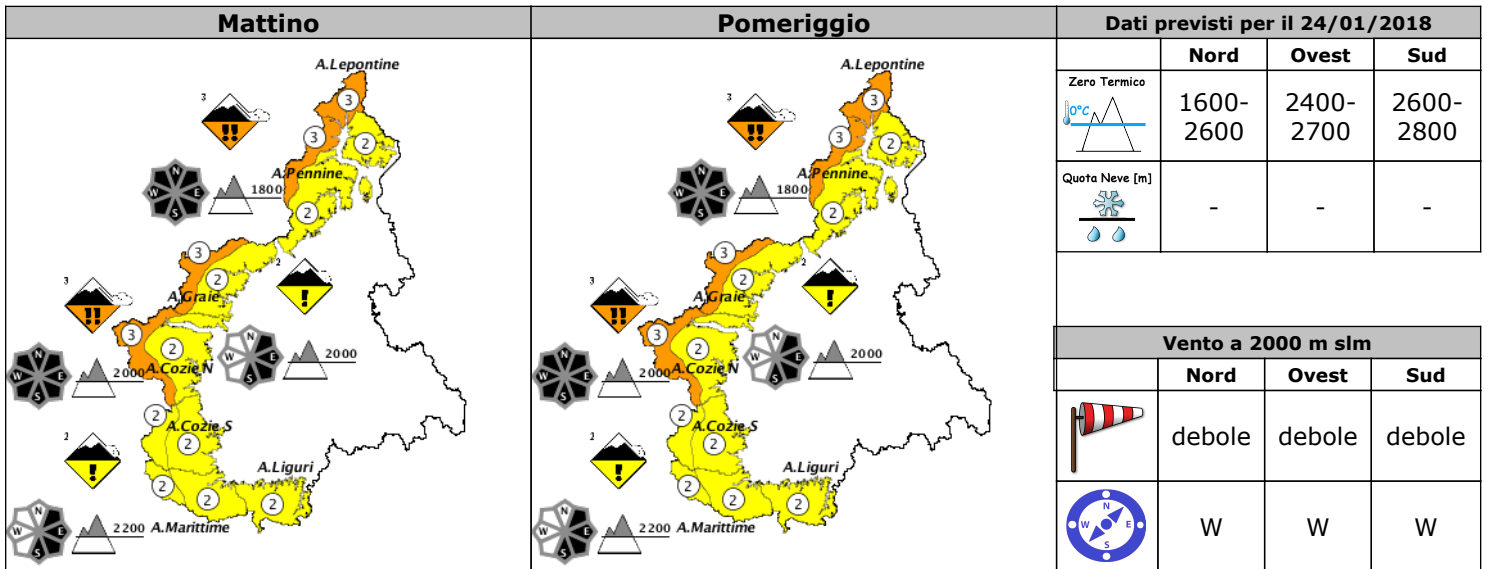 Mattino
A.Lepontine
3
3
3
2
A.Pennine
1800
N
W E
S
2
3
2
2
3
A.Graie
3
2
N
W E
S
2000
N
W E
S
2000
A.Cozie N
2
A.Cozie S
2
2
A.Liguri
2
2
2
N
W E
S
2200
A.Marittime
Pomeriggio
A.Lepontine
3
3
3
2
A.Pennine
1800
N
W E
S
2
3
2
2
3
A.Graie
3
2
N
W E
S
2000
N
W E
S
2000
A.Cozie N
2
A.Cozie S
2
2
A.Liguri
2
2
2
N
W E
S
2200
A.Marittime
Dati previsti per il 24/01/2018
Nord Ovest Sud
Zero Termico
0°C
1600- 2400- 2600-
2600 2700 2800
Quota Neve [m]
- - -
Vento a 2000 m slm
Nord Ovest Sud
debole debole debole
N
W E
S
W W W